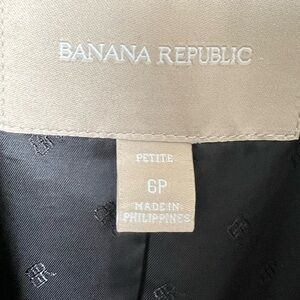 BANANA REPUBLIC
PETITE
6P
MADE IN
PHILIPPINES